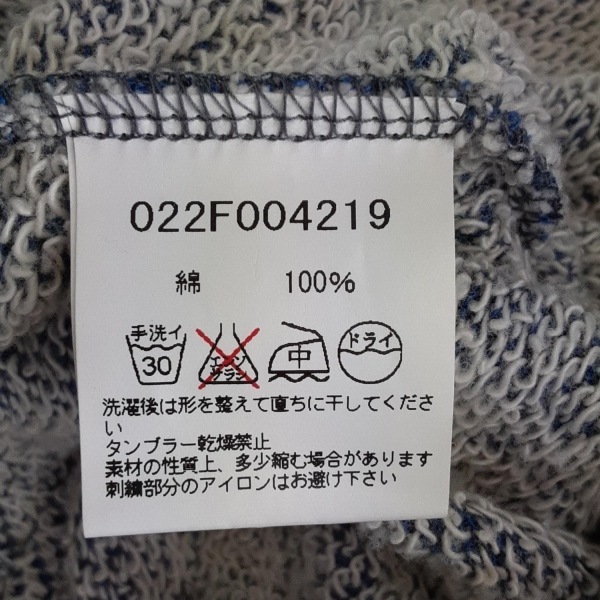 022F004219
綿 100%
手洗イ 30 エンソ サラシ 中 ドライ
洗濯後は形を整えて直ちに干してくださ
い
タンブラー乾燥禁止
素材の性質上、多少縮む場合があります
刺繍部分のアイロンはお避け下さい